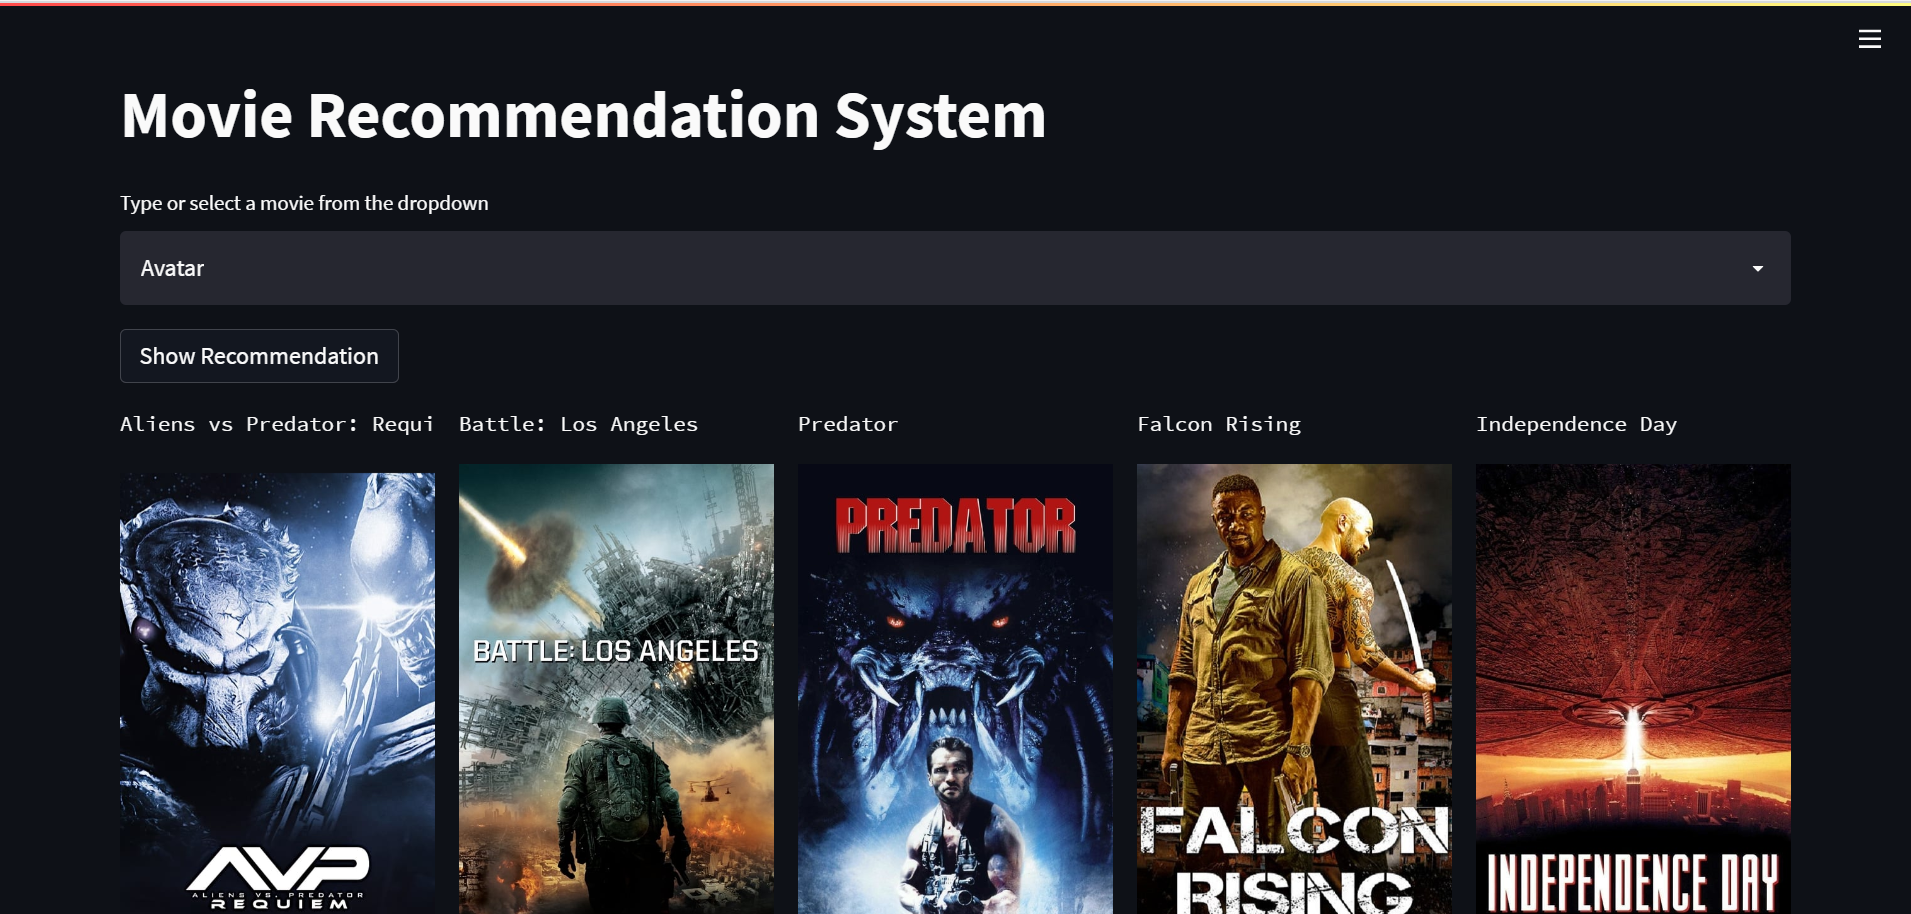 Movie Recommendation System
Type or select a movie from the dropdown
Avatar
Show Recommendation
Aliens vs Predator: Requi
Battle: Los Angeles
Predator
Falcon Rising
Independence Day
PREDATOR
BATTLE: LOS ANGELES
AVP
ALIENS VS. PREDATOR
REQUIEM
FALCON
RISING
INDEPENDENCE DAY